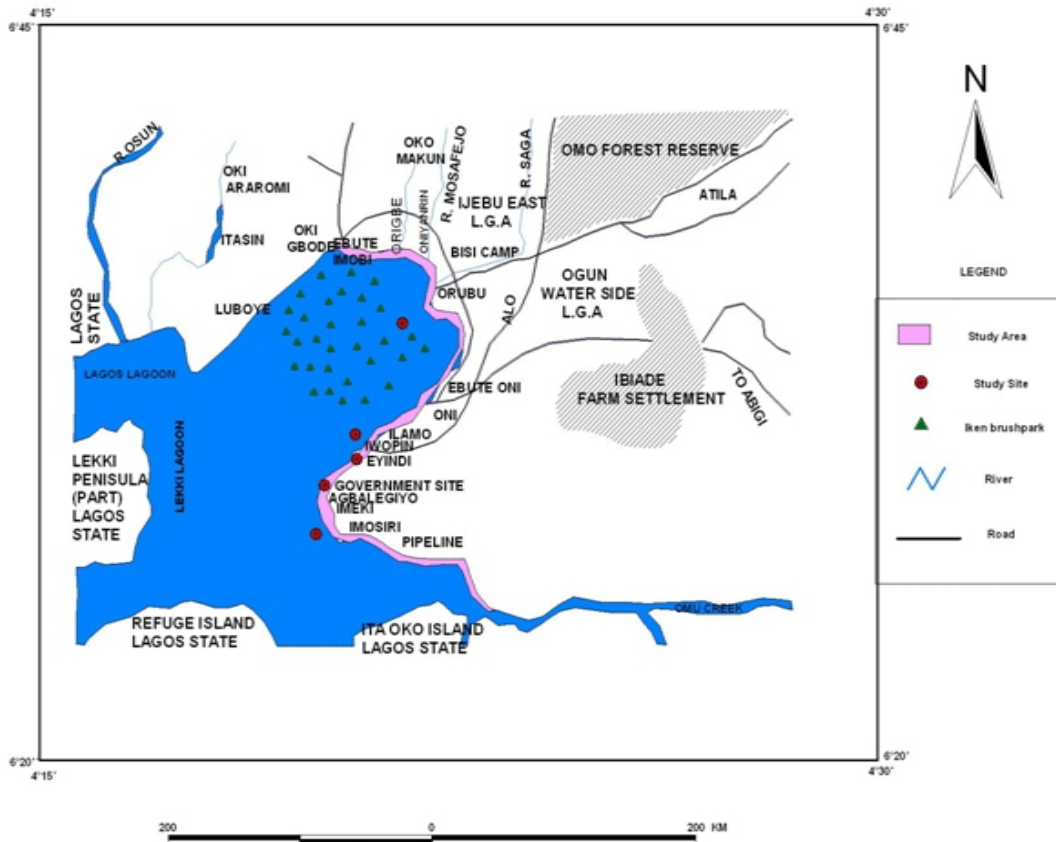 4°15'
4°30'
6°45'
6°45'
N
R.OSUN
OKO
MAKUN
R. MOSAFEJO
R. SAGA
OMO FOREST RESERVE
OKI
ARAROMI
IJEBU EAST
L.G.A
ATILA
ORIGBE
ONIYANRIN
ITASIN
OKI
GBODE
EBUTE
IMOBI
BISI CAMP
LEGEND
OGUN
WATER SIDE
L.G.A
ORUBU
LUBOYE
ALO
LAGOS
STATE
Study Area
LAGOS LAGOON
EBUTE ONI
IBIADE
FARM SETTLEMENT
TO ABIGI
Study Site
ONI
Iken brushpark
ILAMO
IWOPIN
EYINDI
LEKKI
PENISULA
(PART)
LAGOS
STATE
LEKKI LAGOON
River
GOVERNMENT SITE
AGBALEGIYO
IMEKI
IMOSIRI
PIPELINE
Road
OMU CREEK
REFUGE ISLAND
LAGOS STATE
ITA OKO ISLAND
LAGOS STATE
6°20'
6°20'
4°15'
4°30'
200
0
200 KM